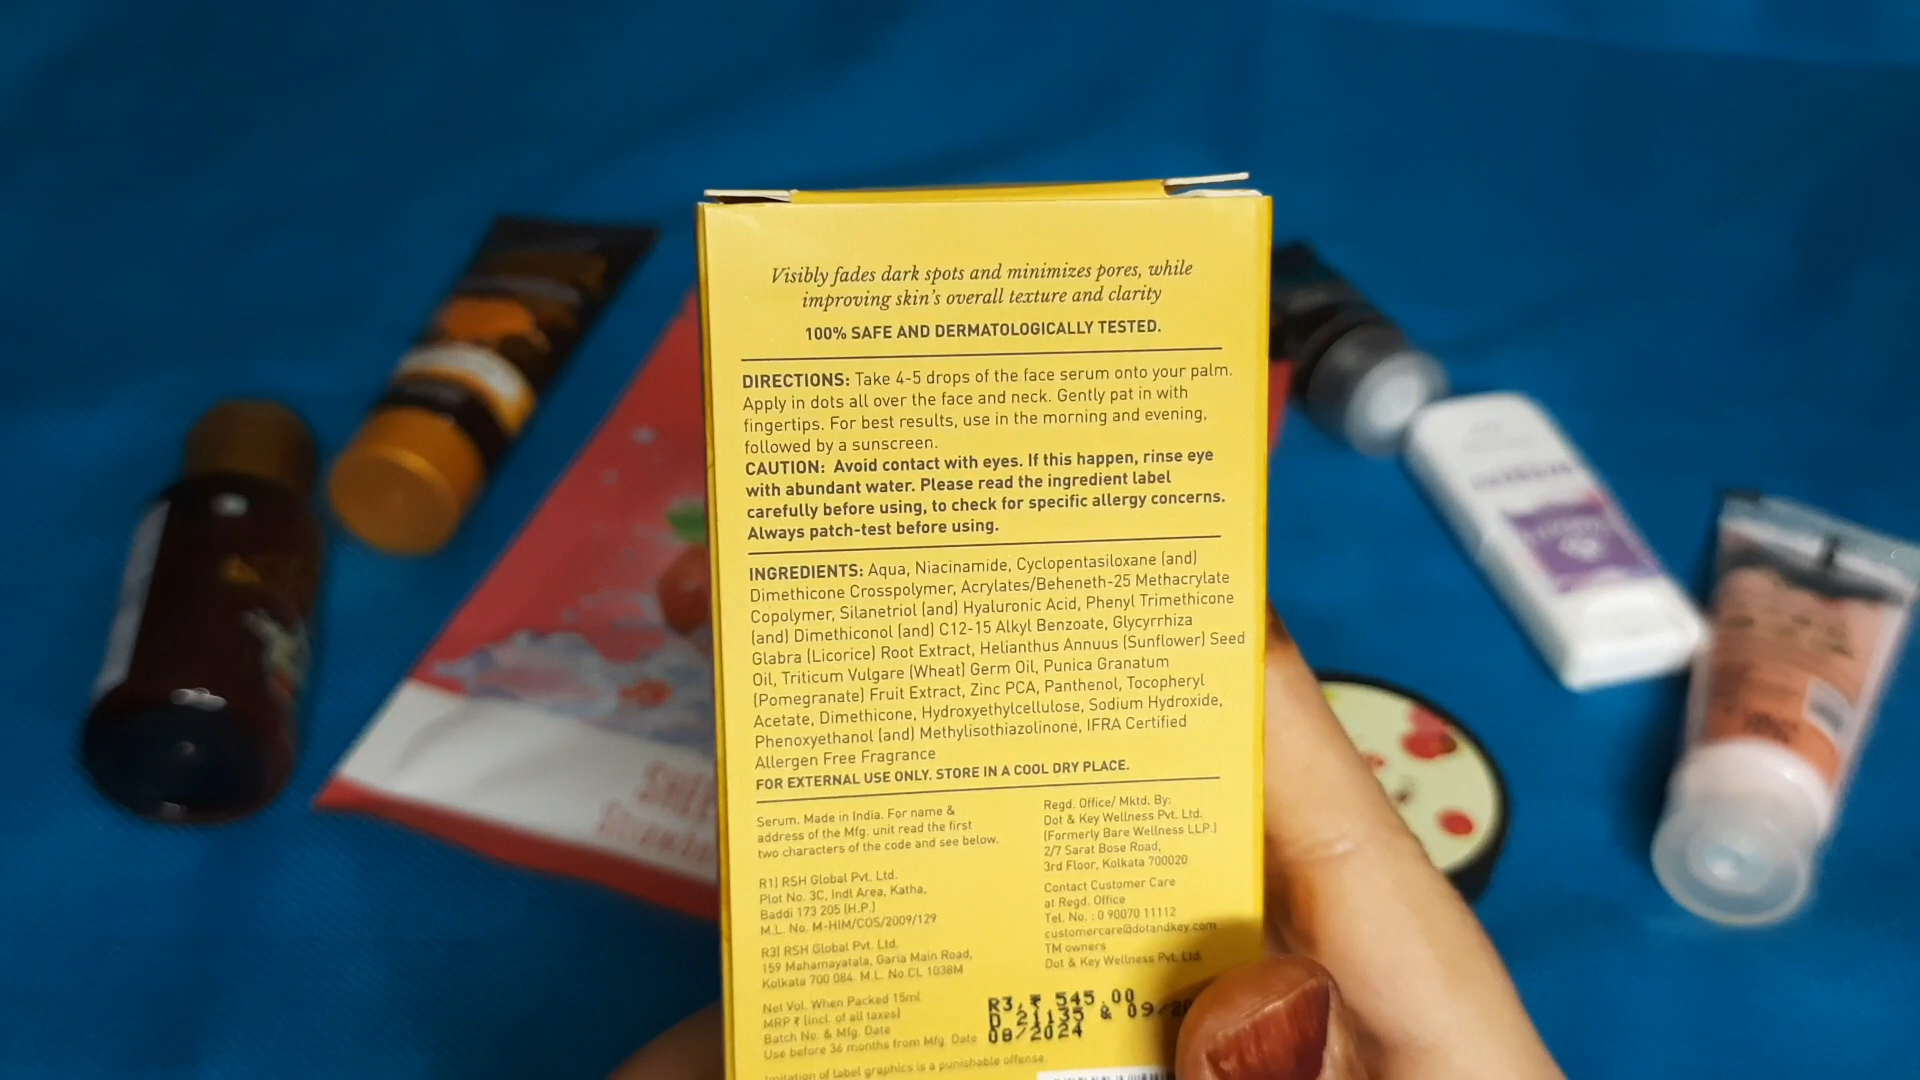 Visibly fades dark spots and minimizes pores, while
improving skin's overall texture and clarity
100% SAFE AND DERMATOLOGICALLY TESTED.
DIRECTIONS: Take 4-5 drops of the face serum onto your palm.
Apply in dots all over the face and neck. Gently pat in with
fingertips. For best results, use in the morning and evening,
followed by a sunscreen.
CAUTION: Avoid contact with eyes. If this happen, rinse eye
with abundant water. Please read the ingredient label
carefully before using, to check for specific allergy concerns.
Always patch-test before using.
INGREDIENTS: Aqua, Niacinamide, Cyclopentasiloxane (and)
Dimethicone Crosspolymer, Acrylates/Beheneth-25 Methacrylate
Copolymer, Silanetriol (and) Hyaluronic Acid, Phenyl Trimethicone
(and) Dimethiconol (and) C12-15 Alkyl Benzoate, Glycyrrhiza
Glabra (Licorice) Root Extract, Helianthus Annuus (Sunflower) Seed
Oil, Triticum Vulgare (Wheat) Germ Oil, Punica Granatum
(Pomegranate) Fruit Extract, Zinc PCA, Panthenol, Tocopheryl
Acetate, Dimethicone, Hydroxyethylcellulose, Sodium Hydroxide,
Phenoxyethanol (and) Methylisothiazolinone, IFRA Certified
Allergen Free Fragrance
FOR EXTERNAL USE ONLY. STORE IN A COOL DRY PLACE.
Serum. Made in India. For name &
address of the Mfg. unit read the first
two characters of the code and see below.
R1) RSH Global Pvt. Ltd.
Plot No. 3C, Indl Area, Katha,
Baddi 173 205 (H.P.)
M.L. No. M-HIM/COS/2009/129
R3) RSH Global Pvt. Ltd.
159 Mahamayatala, Garia Main Road,
Kolkata 700 084. M.L. No.CL 1038M
Regd. Office/ Mktd. By:
Dot & Key Wellness Pvt. Ltd.
(Formerly Bare Wellness LLP.)
2/7 Sarat Bose Road,
3rd Floor, Kolkata 700020
Contact Customer Care
at Regd. Office
Tel. No. : 0 90070 11112
customercare@dotandkey.com
TM owners
Dot & Key Wellness Pvt. Ltd.
Net Vol. When Packed 15ml
MRP ₹ (incl. of all taxes)
Batch No. & Mfg. Date
Use before 36 months from Mfg. Date
R3, ₹ 545.00
D 21135 & 09/20
08/2024
Imitation of label graphics is a punishable offense.